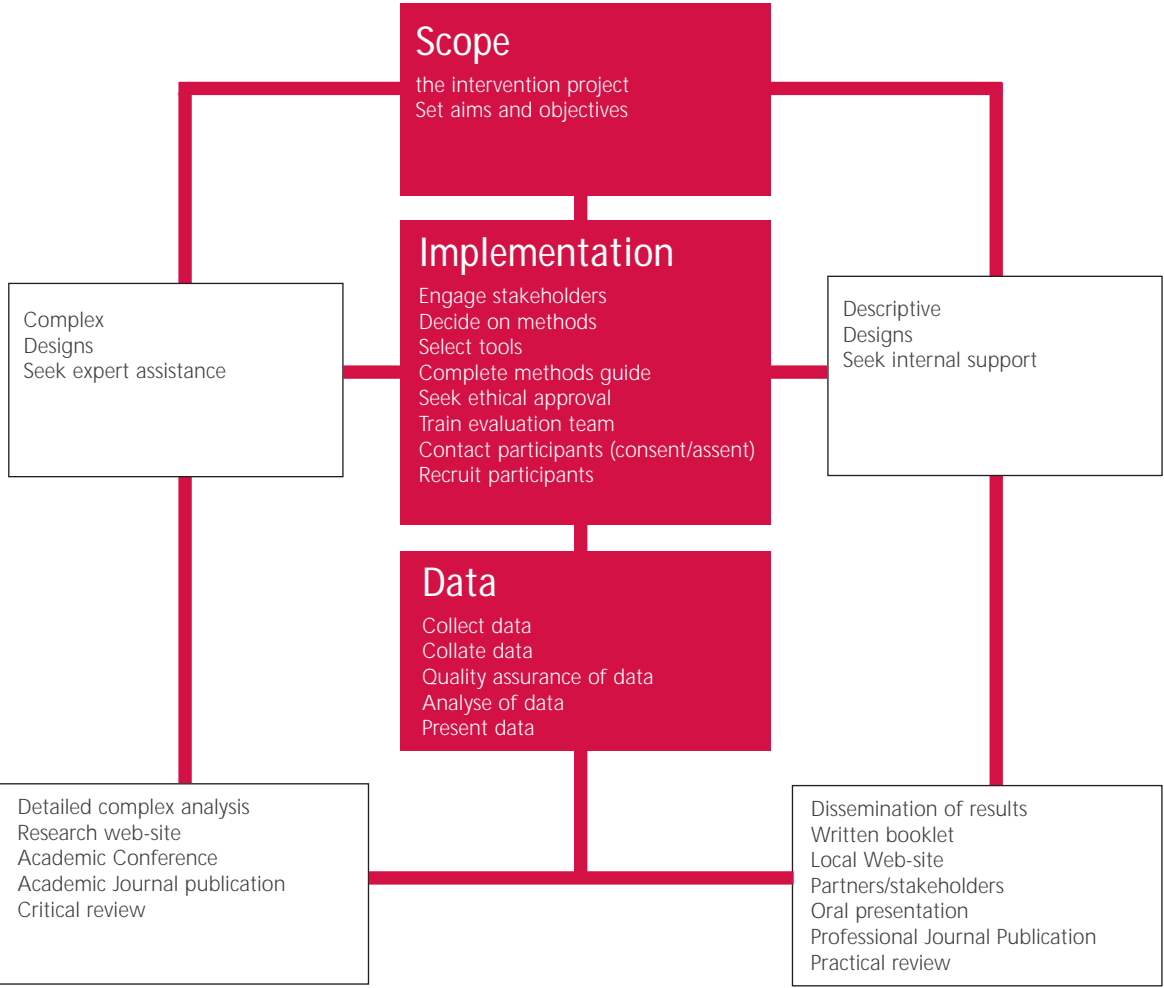 Scope
the intervention project
Set aims and objectives
Implementation
Engage stakeholders
Decide on methods
Select tools
Complete methods guide
Seek ethical approval
Train evaluation team
Contact participants (consent/assent)
Recruit participants
Complex
Designs
Seek expert assistance
Descriptive
Designs
Seek internal support
Data
Collect data
Collate data
Quality assurance of data
Analyse of data
Present data
Detailed complex analysis
Research web-site
Academic Conference
Academic Journal publication
Critical review
Dissemination of results
Written booklet
Local Web-site
Partners/stakeholders
Oral presentation
Professional Journal Publication
Practical review